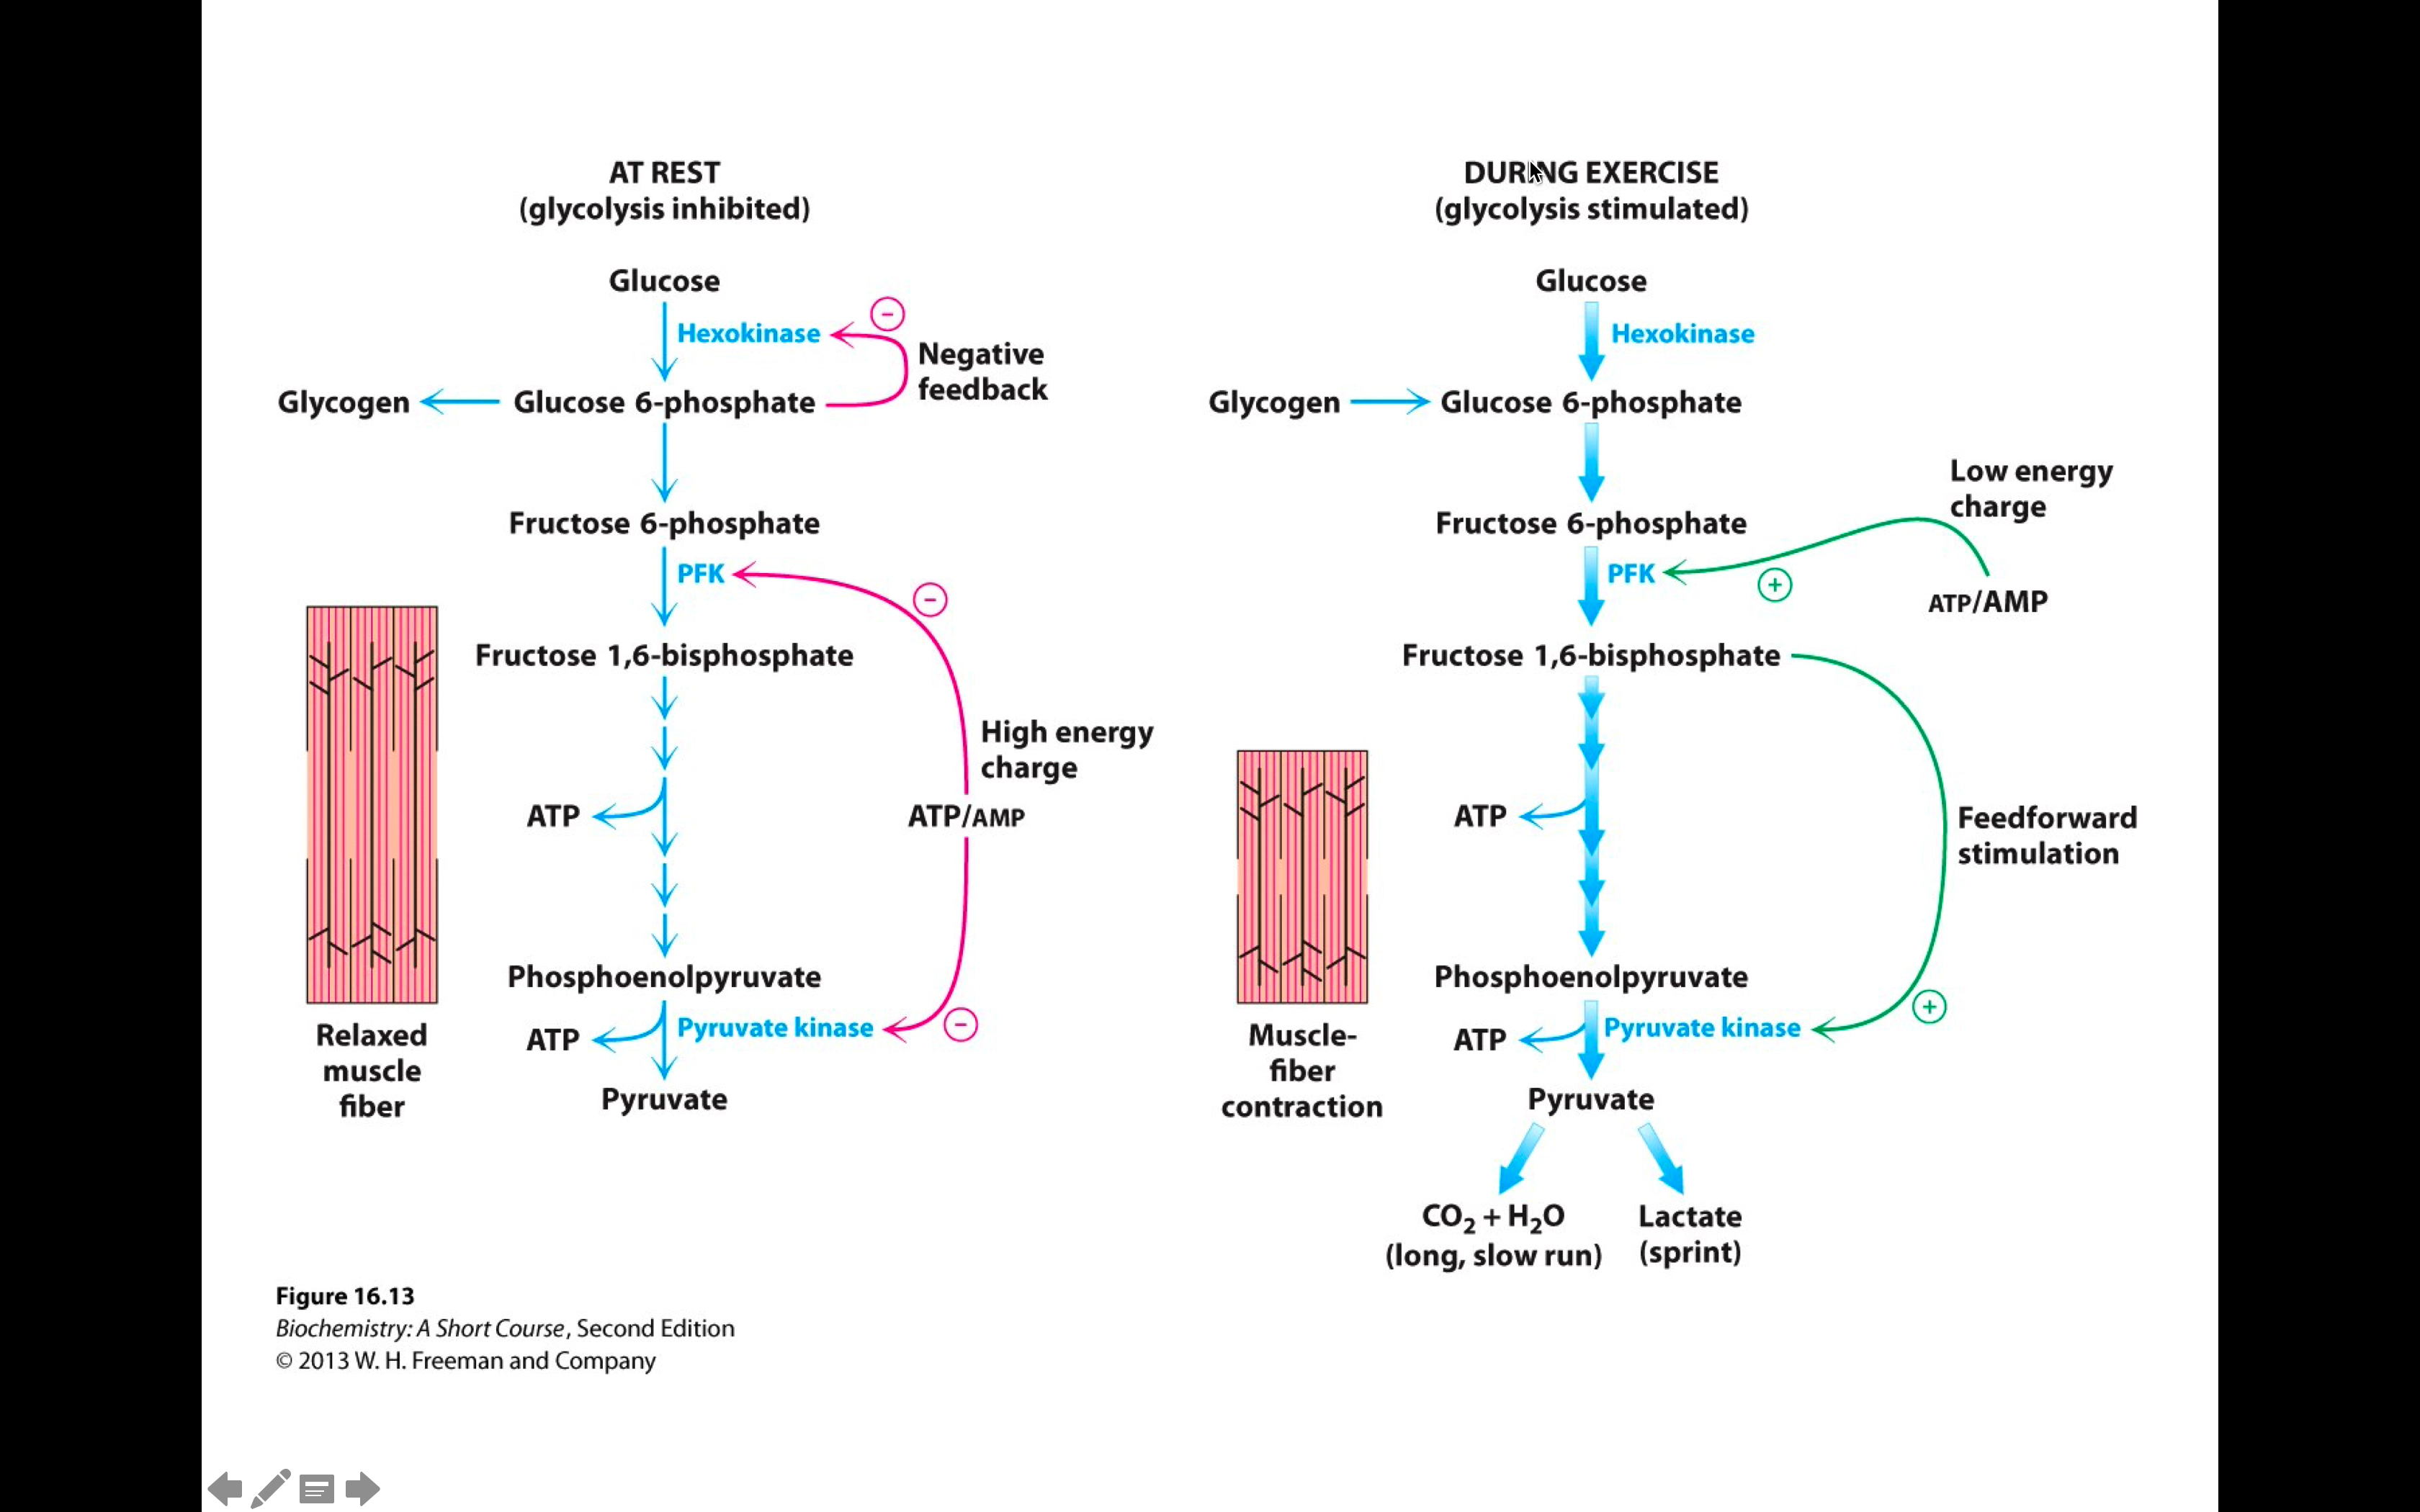 AT REST
(glycolysis inhibited)
Glucose
Hexokinase
−
Negative
feedback
Glycogen
Glucose 6-phosphate
Fructose 6-phosphate
PFK
−
Fructose 1,6-bisphosphate
High energy
charge
ATP
ATP/AMP
Phosphoenolpyruvate
ATP
Pyruvate kinase
−
Pyruvate
Relaxed
muscle
fiber
DURING EXERCISE
(glycolysis stimulated)
Glucose
Hexokinase
Glycogen
Glucose 6-phosphate
Low energy
charge
Fructose 6-phosphate
PFK
+
ATP/AMP
Fructose 1,6-bisphosphate
ATP
Feedforward
stimulation
Phosphoenolpyruvate
+
ATP
Pyruvate kinase
Pyruvate
Muscle-
fiber
contraction
CO₂ + H₂O
(long, slow run)
Lactate
(sprint)
Figure 16.13
Biochemistry: A Short Course, Second Edition
© 2013 W. H. Freeman and Company